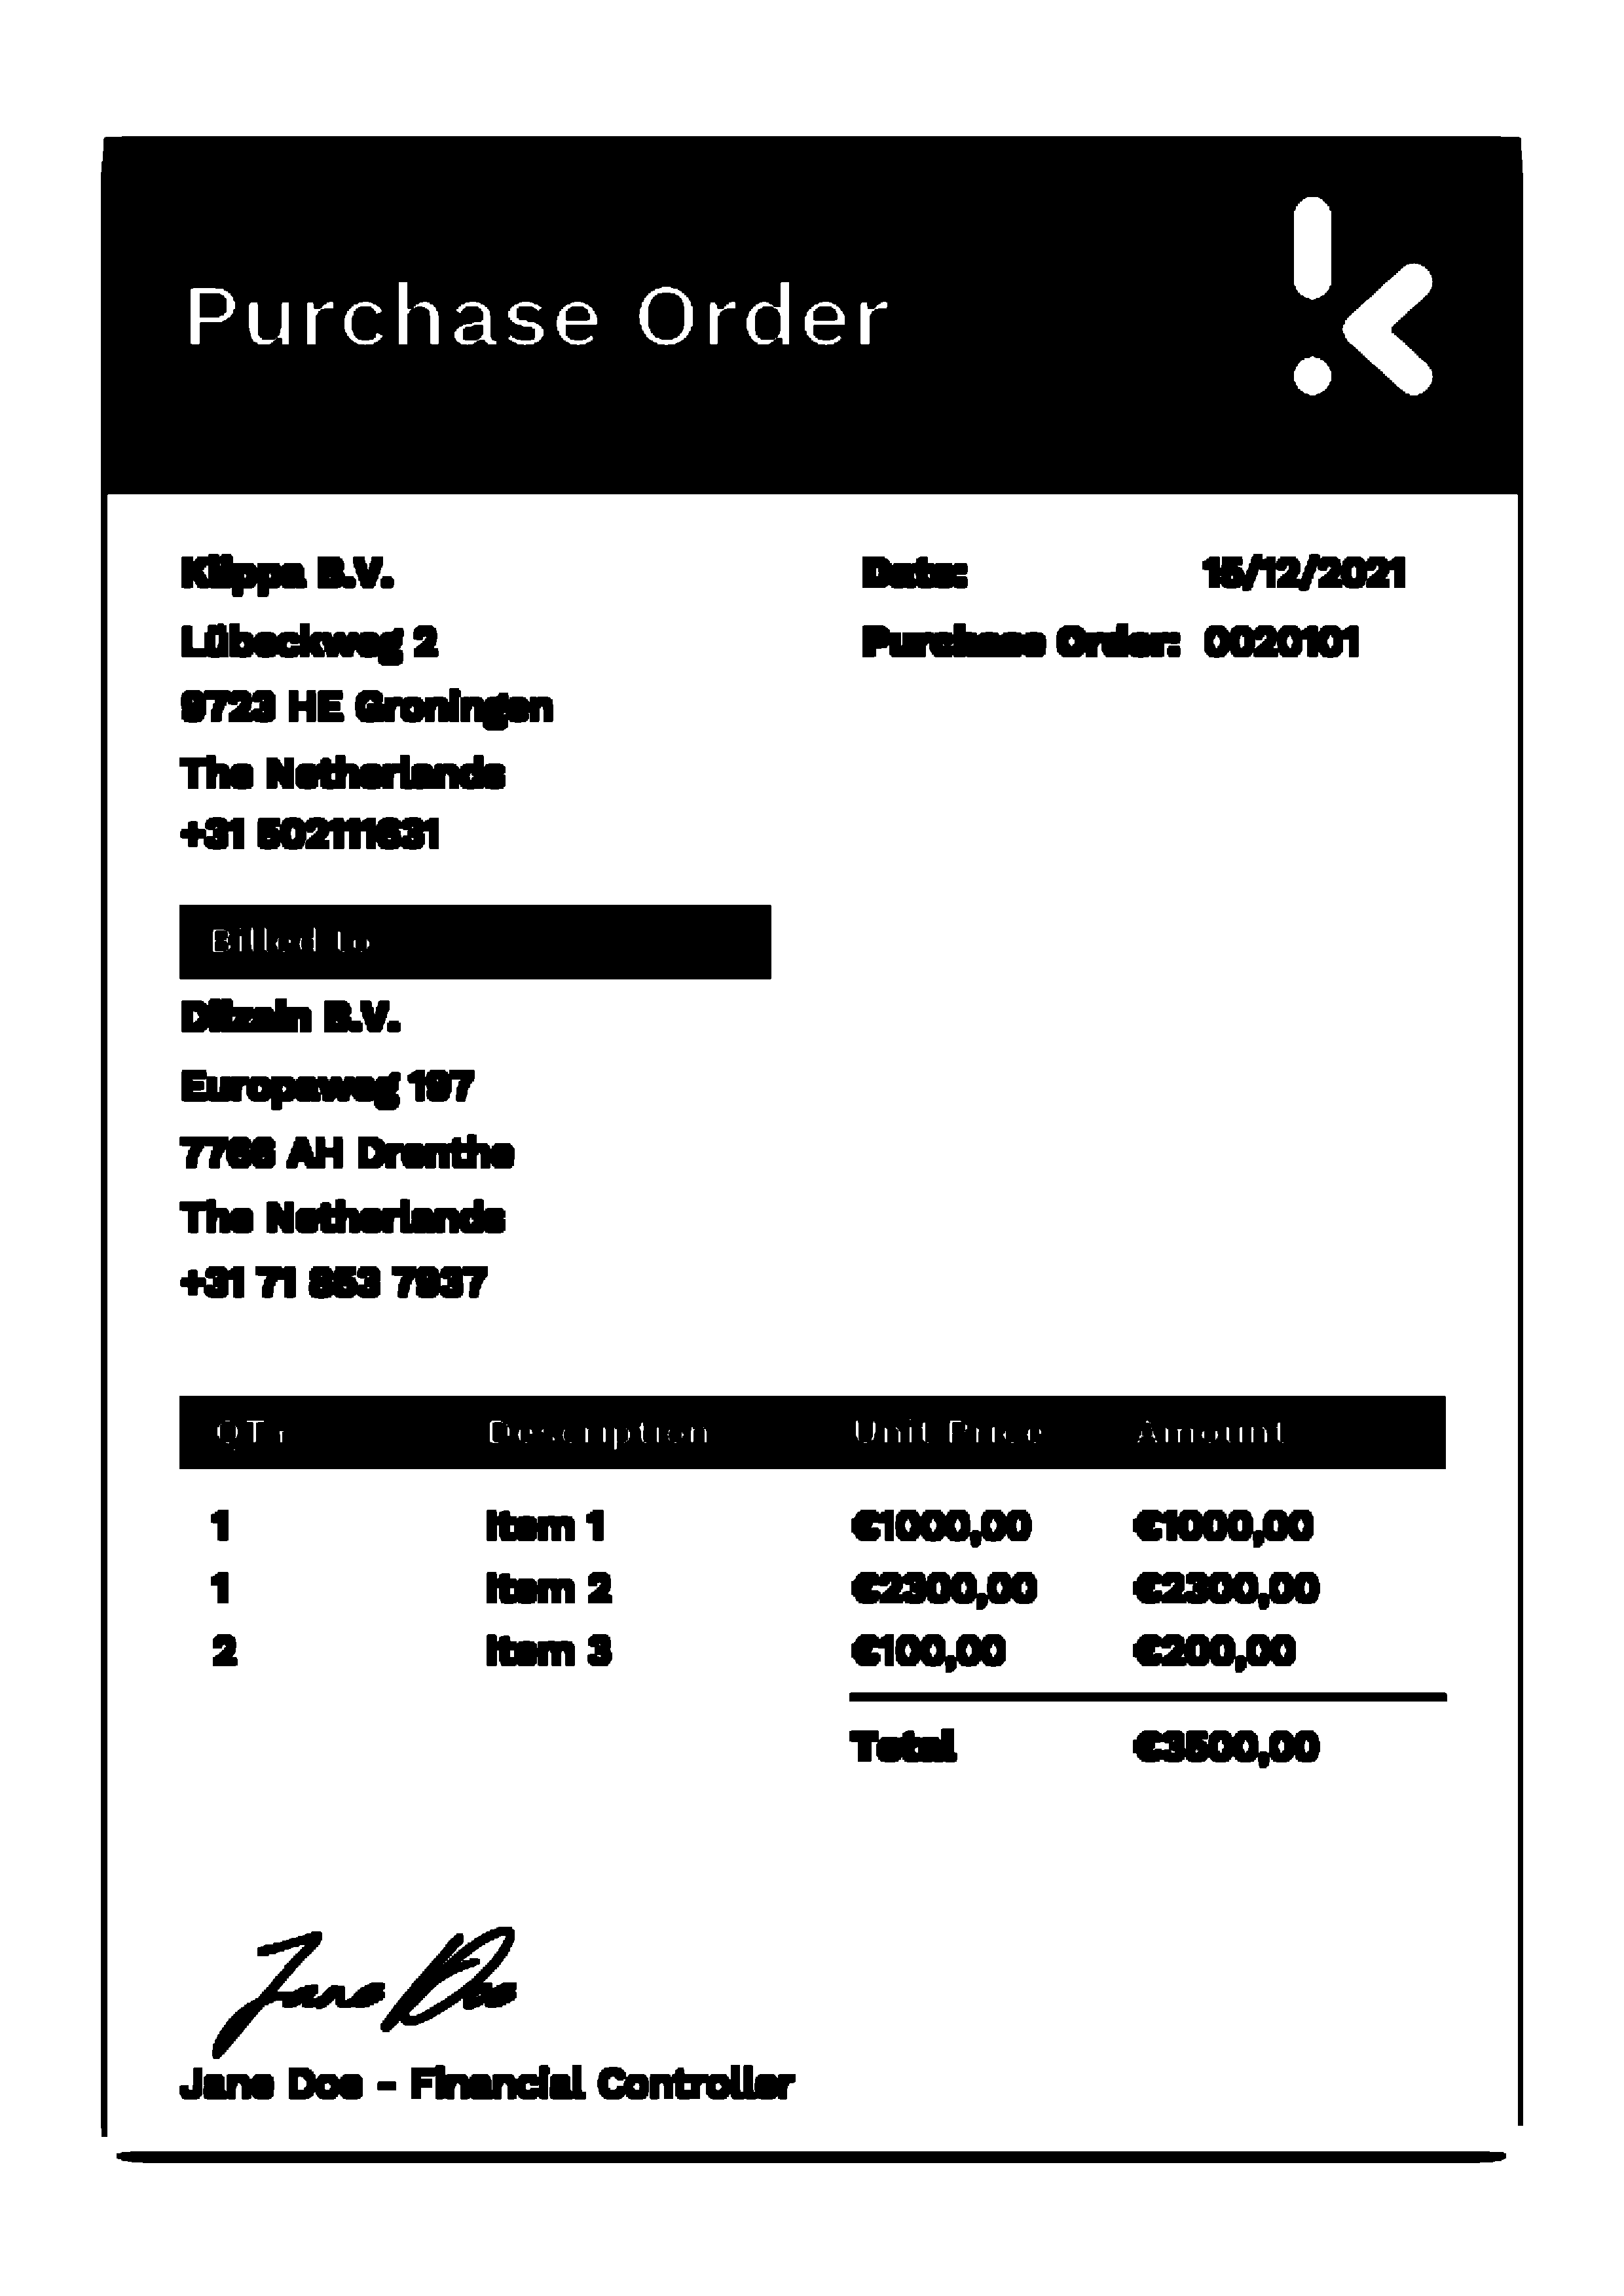 Purchase Order
Klippa B.V.
Date: 15/12/2021
Lübeckweg 2
Purchase Order: 0020101
9723 HE Groningen
The Netherlands
+31 502111631
Billed to
B.V.
Europaweg 197
7766 AH Drenthe
The Netherlands
+31 71 853 7937
QTY Description Unit Price Amount
1 Item 1 €1000,00 €1000,00
1 Item 2 €2300,00 €2300,00
2 Item 3 €100,00 €200,00
Total €3500,00
Jane Doe
Jane Doe - Financial Controller